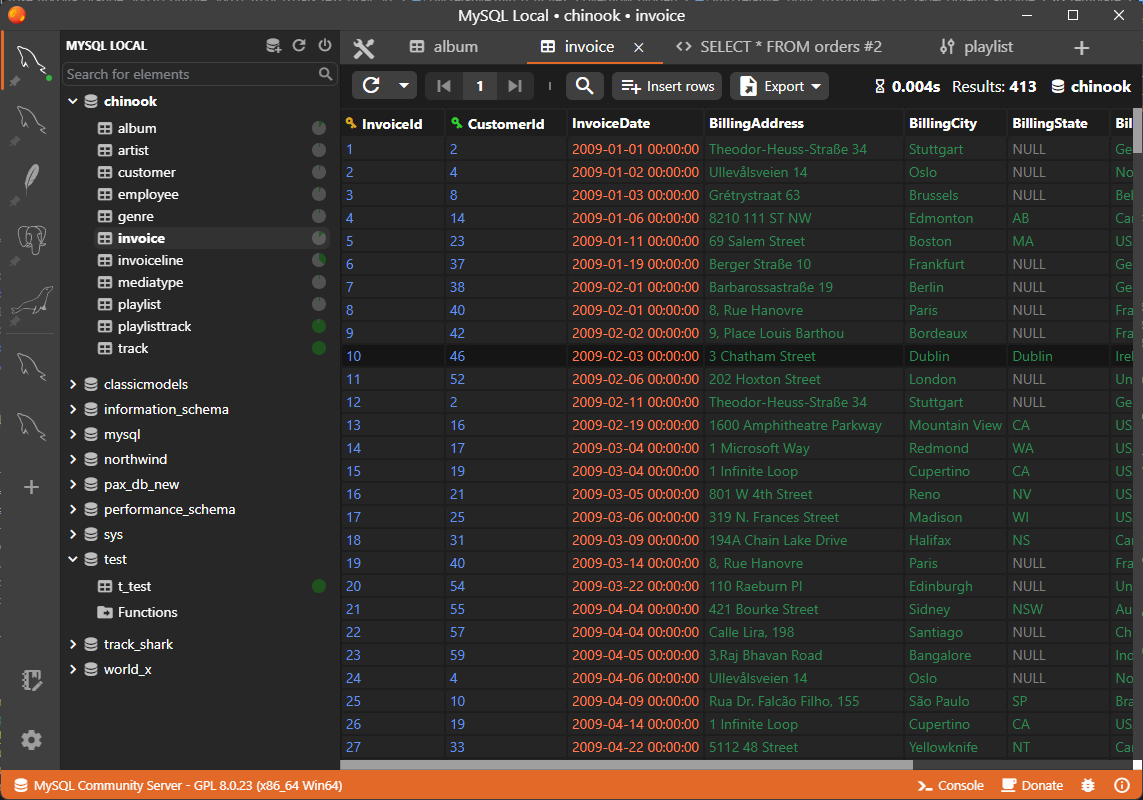 MySQL Local • chinook • invoice
MYSQL LOCAL
Search for elements
chinook
album
artist
customer
employee
genre
invoice
invoiceline
mediatype
playlist
playlisttrack
track
classicmodels
information_schema
mysql
northwind
pax_db_new
performance_schema
sys
test
t_test
Functions
track_shark
world_x
album invoice SELECT * FROM orders #2 playlist
1 Insert rows Export 0.004s Results: 413 chinook
InvoiceId CustomerId InvoiceDate BillingAddress BillingCity BillingState Bil
1 2 2009-01-01 00:00:00 Theodor-Heuss-Straße 34 Stuttgart NULL Ge
2 4 2009-01-02 00:00:00 Ullevålsveien 14 Oslo NULL No
3 8 2009-01-03 00:00:00 Grétrystraat 63 Brussels NULL Bel
4 14 2009-01-06 00:00:00 8210 111 ST NW Edmonton AB Can
5 23 2009-01-11 00:00:00 69 Salem Street Boston MA US
6 37 2009-01-19 00:00:00 Berger Straße 10 Frankfurt NULL Ge
7 38 2009-02-01 00:00:00 Barbarossastraße 19 Berlin NULL Ge
8 40 2009-02-01 00:00:00 8, Rue Hanovre Paris NULL Fra
9 42 2009-02-02 00:00:00 9, Place Louis Barthou Bordeaux NULL Fra
10 46 2009-02-03 00:00:00 3 Chatham Street Dublin Dublin Irel
11 52 2009-02-06 00:00:00 202 Hoxton Street London NULL Un
12 2 2009-02-11 00:00:00 Theodor-Heuss-Straße 34 Stuttgart NULL Ge
13 16 2009-02-19 00:00:00 1600 Amphitheatre Parkway Mountain View CA US
14 17 2009-03-04 00:00:00 1 Microsoft Way Redmond WA US
15 19 2009-03-04 00:00:00 1 Infinite Loop Cupertino CA US
16 21 2009-03-05 00:00:00 801 W 4th Street Reno NV US
17 25 2009-03-06 00:00:00 319 N. Frances Street Madison WI US
18 31 2009-03-09 00:00:00 194A Chain Lake Drive Halifax NS Can
19 40 2009-03-14 00:00:00 8, Rue Hanovre Paris NULL Fra
20 54 2009-03-22 00:00:00 110 Raeburn Pl Edinburgh NULL Un
21 55 2009-04-04 00:00:00 421 Bourke Street Sidney NSW Au
22 57 2009-04-04 00:00:00 Calle Lira, 198 Santiago NULL Ch
23 59 2009-04-05 00:00:00 3,Raj Bhavan Road Bangalore NULL Ind
24 4 2009-04-06 00:00:00 Ullevålsveien 14 Oslo NULL No
25 10 2009-04-09 00:00:00 Rua Dr. Falcão Filho, 155 São Paulo SP Bra
26 19 2009-04-14 00:00:00 1 Infinite Loop Cupertino CA US
27 33 2009-04-22 00:00:00 5112 48 Street Yellowknife NT Can
MySQL Community Server - GPL 8.0.23 (x86_64 Win64) Console Donate